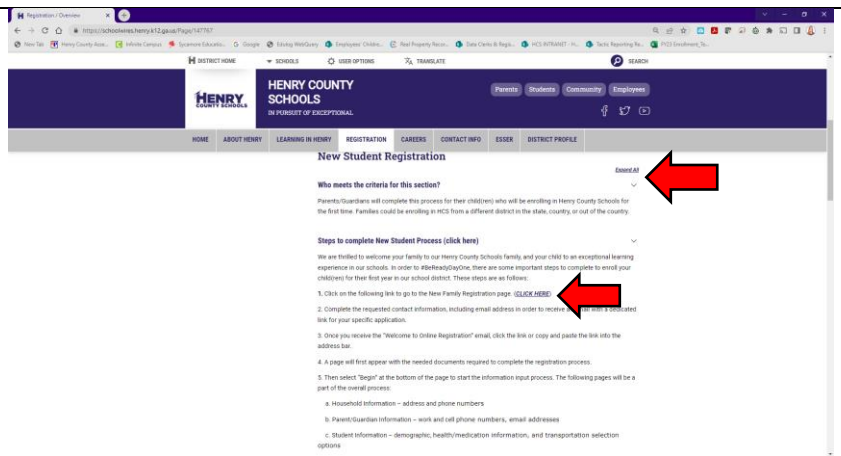 Registration / Overview
https://schoolwires.henry.k12.ga.us/Page/147767
New Tab Henry County Asse... Infinite Campus Sycamore Educatio... Google Edulog WebQuery Employees' Childre... Real Property Recor... Data Clerks & Regis... HCS INTRANET - H... Tactic Reporting Re... FY23 Enrollment_Te...
DISTRICT HOME SCHOOLS USER OPTIONS TRANSLATE SEARCH
HENRY COUNTY SCHOOLS
HENRY COUNTY
SCHOOLS
IN PURSUIT OF EXCEPTIONAL
Parents Students Community Employees
HOME ABOUT HENRY LEARNING IN HENRY REGISTRATION CAREERS CONTACT INFO ESSER DISTRICT PROFILE
New Student Registration
Expand All
Who meets the criteria for this section?
Parents/Guardians will complete this process for their child(ren) who will be enrolling in Henry County Schools for
the first time. Families could be enrolling in HCS from a different district in the state, country, or out of the country.
Steps to complete New Student Process (click here)
We are thrilled to welcome your family to our Henry County Schools family, and your child to an exceptional learning
experience in our schools. In order to #BeReadyDayOne, there are some important steps to complete to enroll your
child(ren) for their first year in our school district. These steps are as follows:
1. Click on the following link to go to the New Family Registration page. (CLICK HERE)
2. Complete the requested contact information, including email address in order to receive a with a dedicated
link for your specific application.
3. Once you receive the "Welcome to Online Registration" email, click the link or copy and paste the link into the
address bar.
4. A page will first appear with the needed documents required to complete the registration process.
5. Then select "Begin" at the bottom of the page to start the information input process. The following pages will be a
part of the overall process:
a. Household Information – address and phone numbers
b. Parent/Guardian Information – work and cell phone numbers, email addresses
c. Student Information – demographic, health/medication information, and transportation selection
options